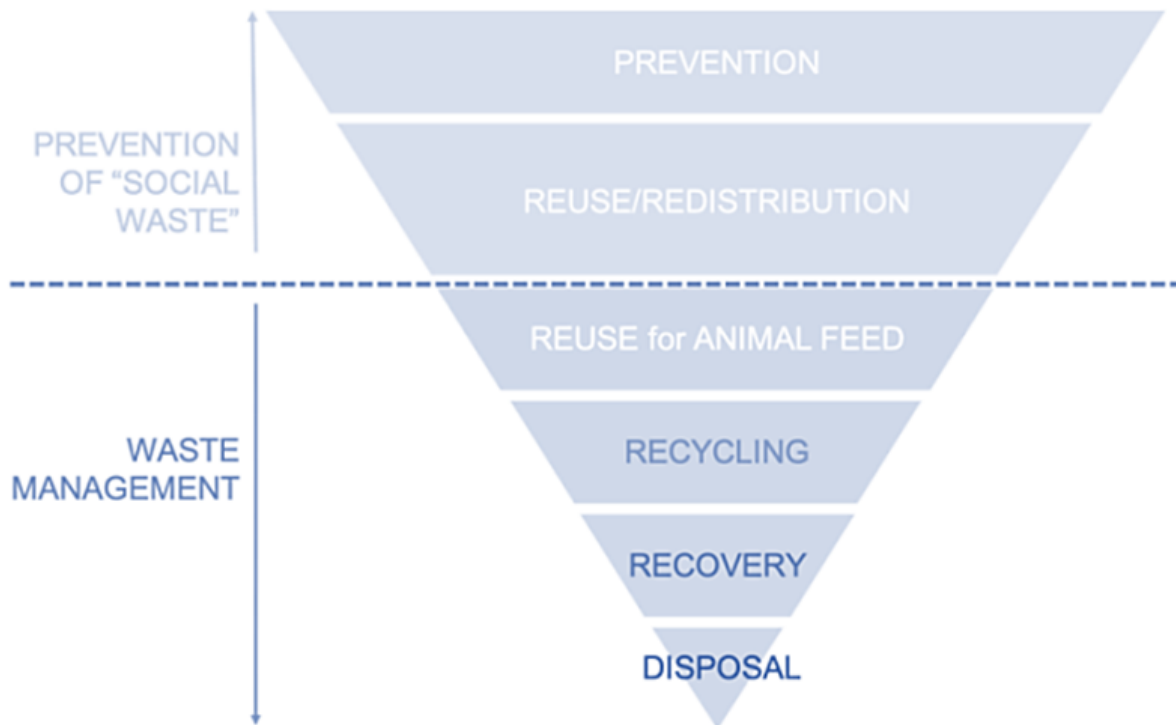 PREVENTION
PREVENTION
OF “SOCIAL
WASTE”
REUSE/REDISTRIBUTION
REUSE for ANIMAL FEED
WASTE
MANAGEMENT
RECYCLING
RECOVERY
DISPOSAL